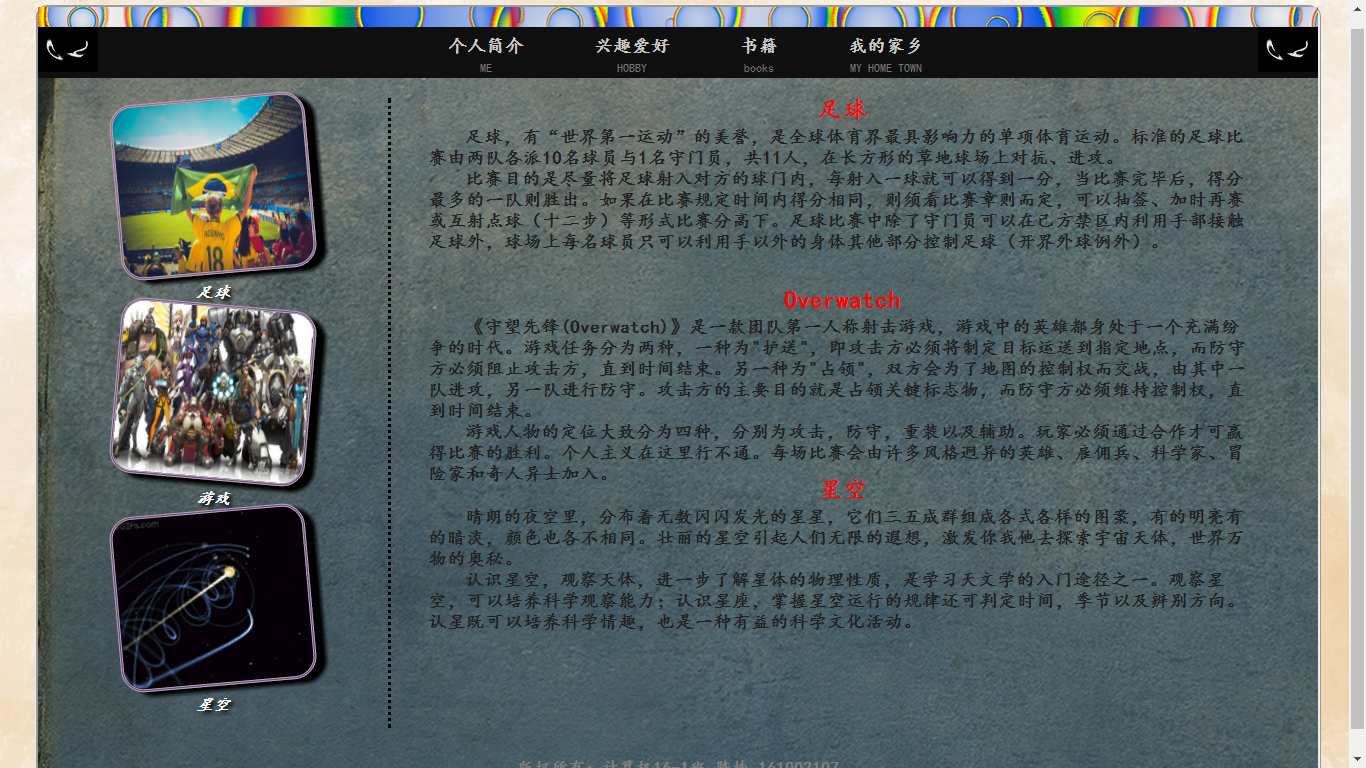 个人简介 兴趣爱好 书籍 我的家乡
ME HOBBY books MY HOME TOWN
足球
游戏
星空
足球
足球，有“世界第一运动”的美誉，是全球体育界最具影响力的单项体育运动。标准的足球比
赛由两队各派10名球员与1名守门员，共11人，在长方形的草地球场上对抗、进攻。
比赛目的是尽量将足球射入对方的球门内，每射入一球就可以得到一分，当比赛完毕后，得分
最多的一队则胜出。如果在比赛规定时间内得分相同，则须看比赛章则而定，可以抽签、加时再赛
或互射点球（十二步）等形式比赛分高下。足球比赛中除了守门员可以在己方禁区内利用手部接触
足球外，球场上每名球员只可以利用手以外的身体其他部分控制足球（开界外球例外）。
Overwatch
《守望先锋(Overwatch)》是一款团队第一人称射击游戏，游戏中的英雄都身处于一个充满纷
争的时代。游戏任务分为两种，一种为"护送"，即攻击方必须将制定目标运送到指定地点，而防守
方必须阻止攻击方，直到时间结束。另一种为"占领"，双方会为了地图的控制权而交战，由其中一
队进攻，另一队进行防守。攻击方的主要目的就是占领关键标志物，而防守方必须维持控制权，直
到时间结束。
游戏人物的定位大致分为四种，分别为攻击，防守，重装以及辅助。玩家必须通过合作才可赢
得比赛的胜利。个人主义在这里行不通。每场比赛会由许多风格迥异的英雄、雇佣兵、科学家、冒
险家和奇人异士加入。
星空
晴朗的夜空里，分布着无数闪闪发光的星星，它们三五成群组成各式各样的图案，有的明亮有
的暗淡，颜色也各不相同。壮丽的星空引起人们无限的遐想，激发你我他去探索宇宙天体，世界万
物的奥秘。
认识星空，观察天体，进一步了解星体的物理性质，是学习天文学的入门途径之一。观察星
空，可以培养科学观察能力；认识星座，掌握星空运行的规律还可判定时间，季节以及辨别方向。
认星既可以培养科学情趣，也是一种有益的科学文化活动。
版权所有：计算机16-1班 161002107